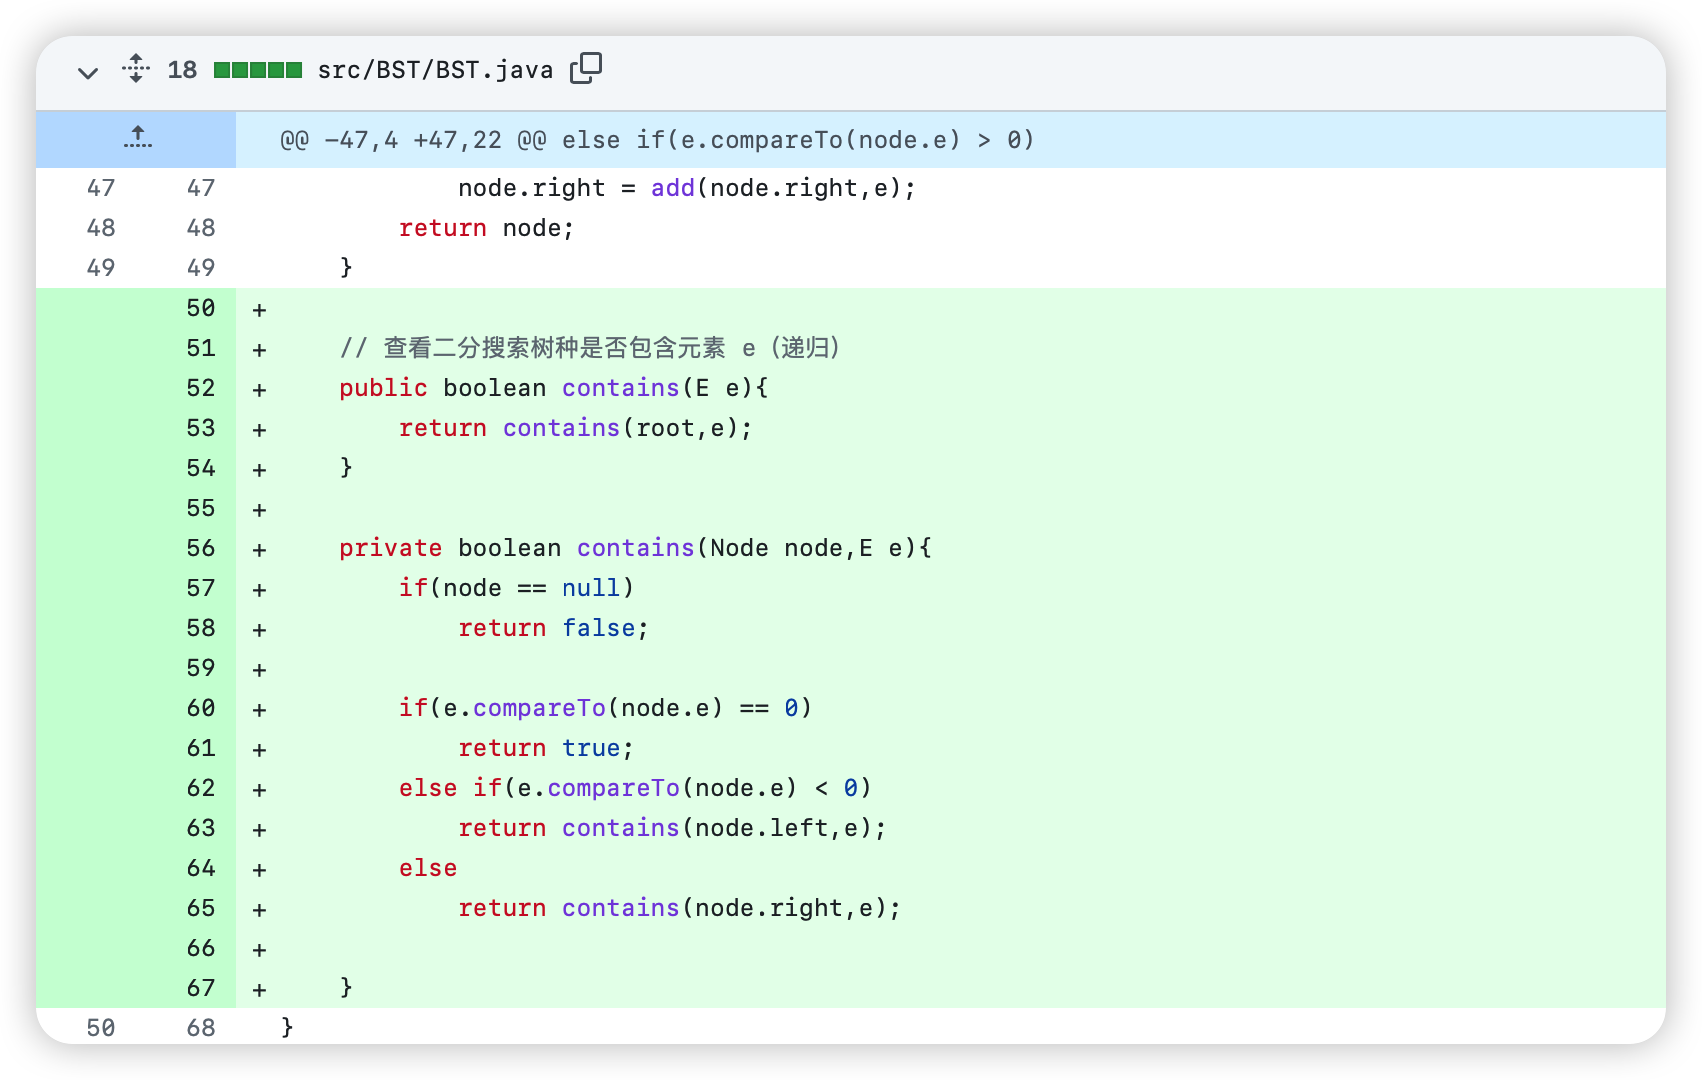 18 src/BST/BST.java
@@ -47,4 +47,22 @@ else if(e.compareTo(node.e) > 0)
47 47 node.right = add(node.right,e);
48 48 return node;
49 49 }
50 +
51 + // 查看二分搜索树种是否包含元素 e（递归）
52 + public boolean contains(E e){
53 + return contains(root,e);
54 + }
55 +
56 + private boolean contains(Node node,E e){
57 + if(node == null)
58 + return false;
59 +
60 + if(e.compareTo(node.e) == 0)
61 + return true;
62 + else if(e.compareTo(node.e) < 0)
63 + return contains(node.left,e);
64 + else
65 + return contains(node.right,e);
66 +
67 + }
50 68 }